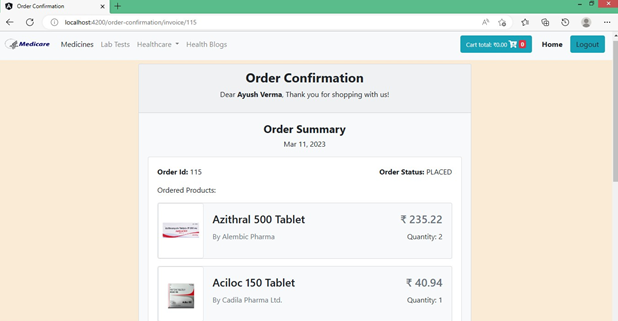 Order Confirmation
localhost:4200/order-confirmation/invoice/115
Medicare Medicines Lab Tests Healthcare Health Blogs Cart total: ₹0.00 0 Home Logout
Order Confirmation
Dear Ayush Verma, Thank you for shopping with us!
Order Summary
Mar 11, 2023
Order Id: 115 Order Status: PLACED
Ordered Products:
Azithral 500 Tablet ₹ 235.22
By Alembic Pharma Quantity: 2
Aciloc 150 Tablet ₹ 40.94
By Cadila Pharma Ltd. Quantity: 1